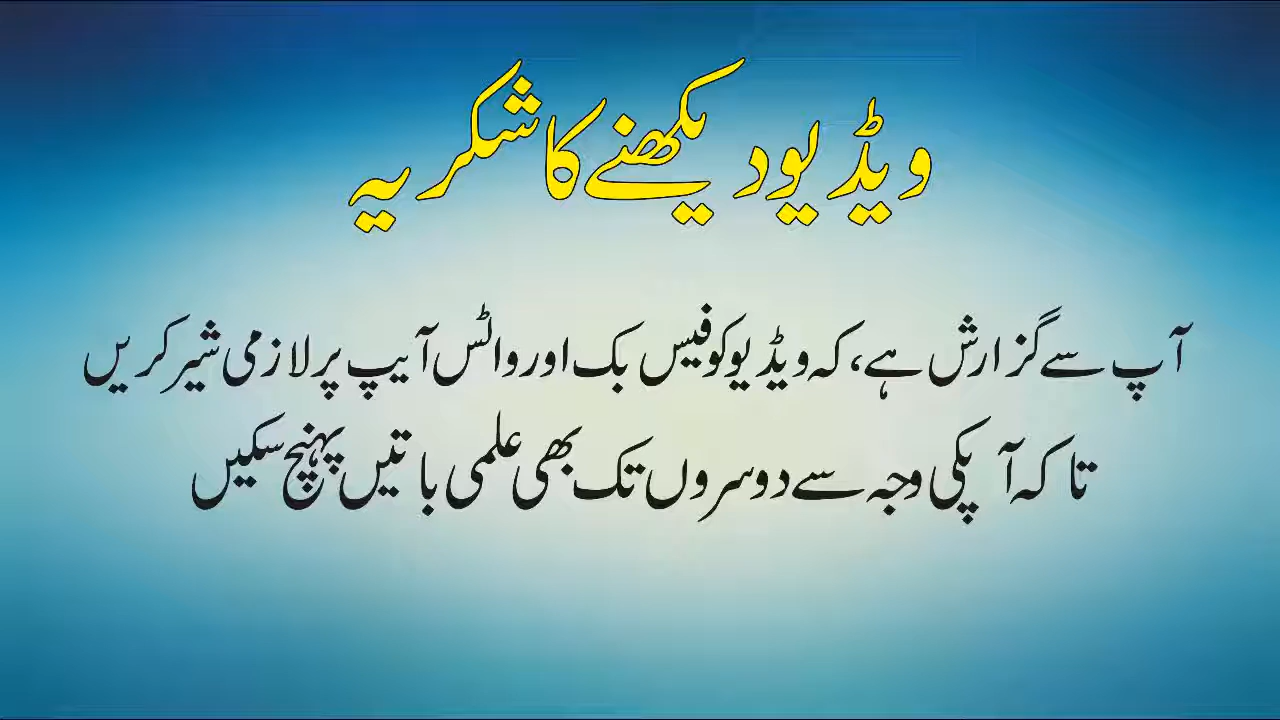 ویڈیو دیکھنے کا شکریہ
آپ سے گزارش ہے، کہ ویڈیو کو فیس بک اور واٹس آیپ پر لازمی شیر کریں
تاکہ آپکی وجہ سے دوسروں تک بھی علمی باتیں پہنچ سکیں